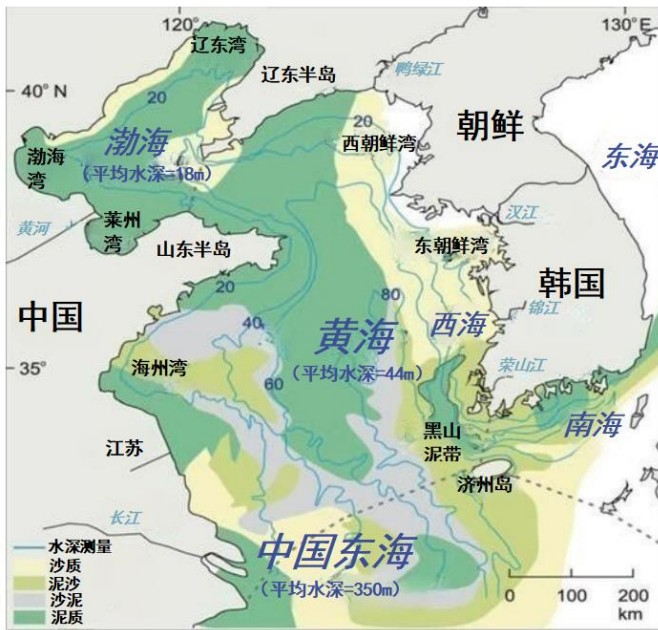 120°
130°E
辽东湾
辽东半岛
鸭绿江
40° N
20
20
朝鲜
西朝鲜湾
渤海
渤海
湾
(平均水深=18m)
东海
汉江
黄河
莱州
湾
山东半岛
东朝鲜湾
韩国
中国
20
80
锦江
40
黄海
西海
35°
海州湾
(平均水深=44m)
荣山江
60
南海
黑山
泥带
江苏
济州岛
长江
中国东海
(平均水深=350m)
水深测量
沙质
泥沙
沙泥
泥质
0
100
200
km